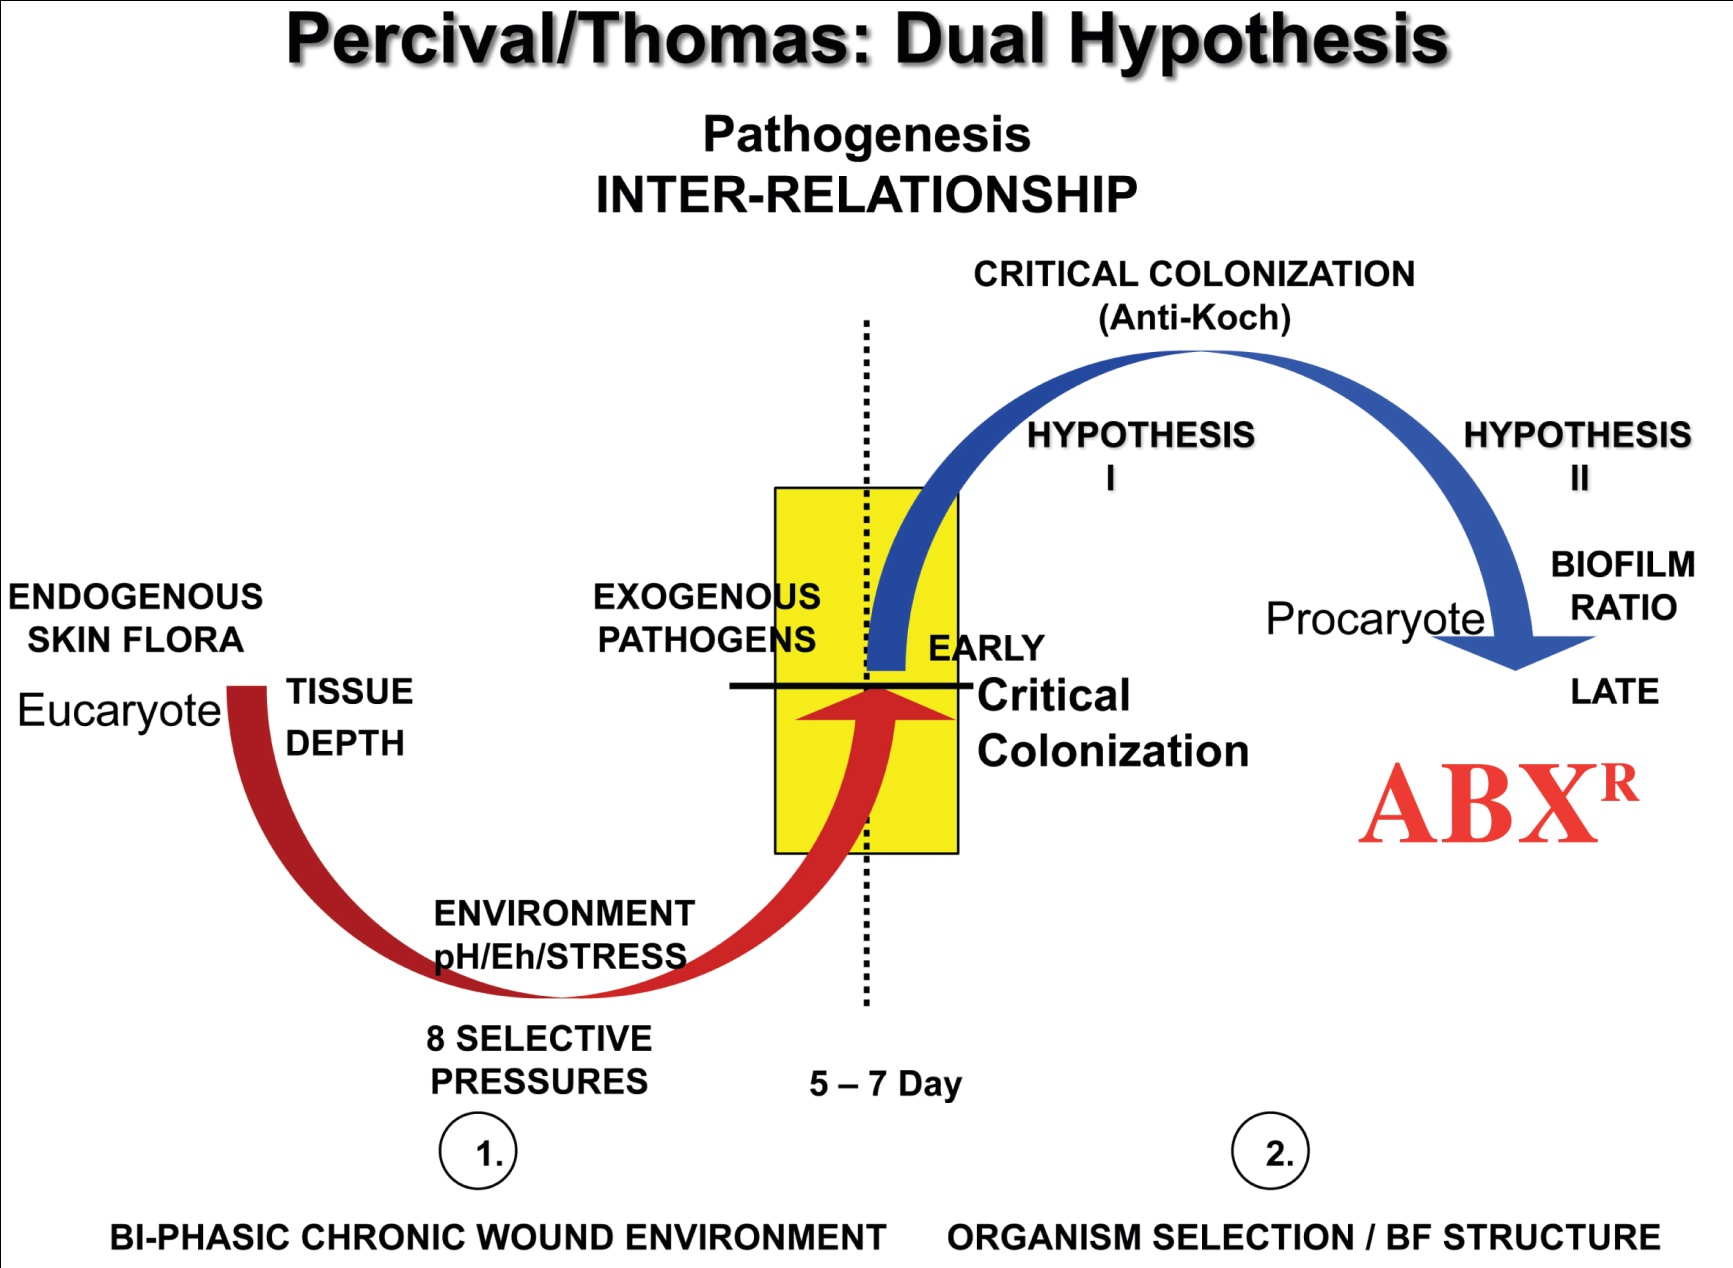 Percival/Thomas: Dual Hypothesis
Pathogenesis
INTER-RELATIONSHIP
CRITICAL COLONIZATION
(Anti-Koch)
HYPOTHESIS
I
HYPOTHESIS
II
BIOFILM
RATIO
Procaryote
LATE
ABXᴿ
ENDOGENOUS
SKIN FLORA
Eucaryote
TISSUE
DEPTH
EXOGENOUS
PATHOGENS
EARLY
Critical
Colonization
ENVIRONMENT
pH/Eh/STRESS
8 SELECTIVE
PRESSURES
5 – 7 Day
1.
2.
BI-PHASIC CHRONIC WOUND ENVIRONMENT
ORGANISM SELECTION / BF STRUCTURE